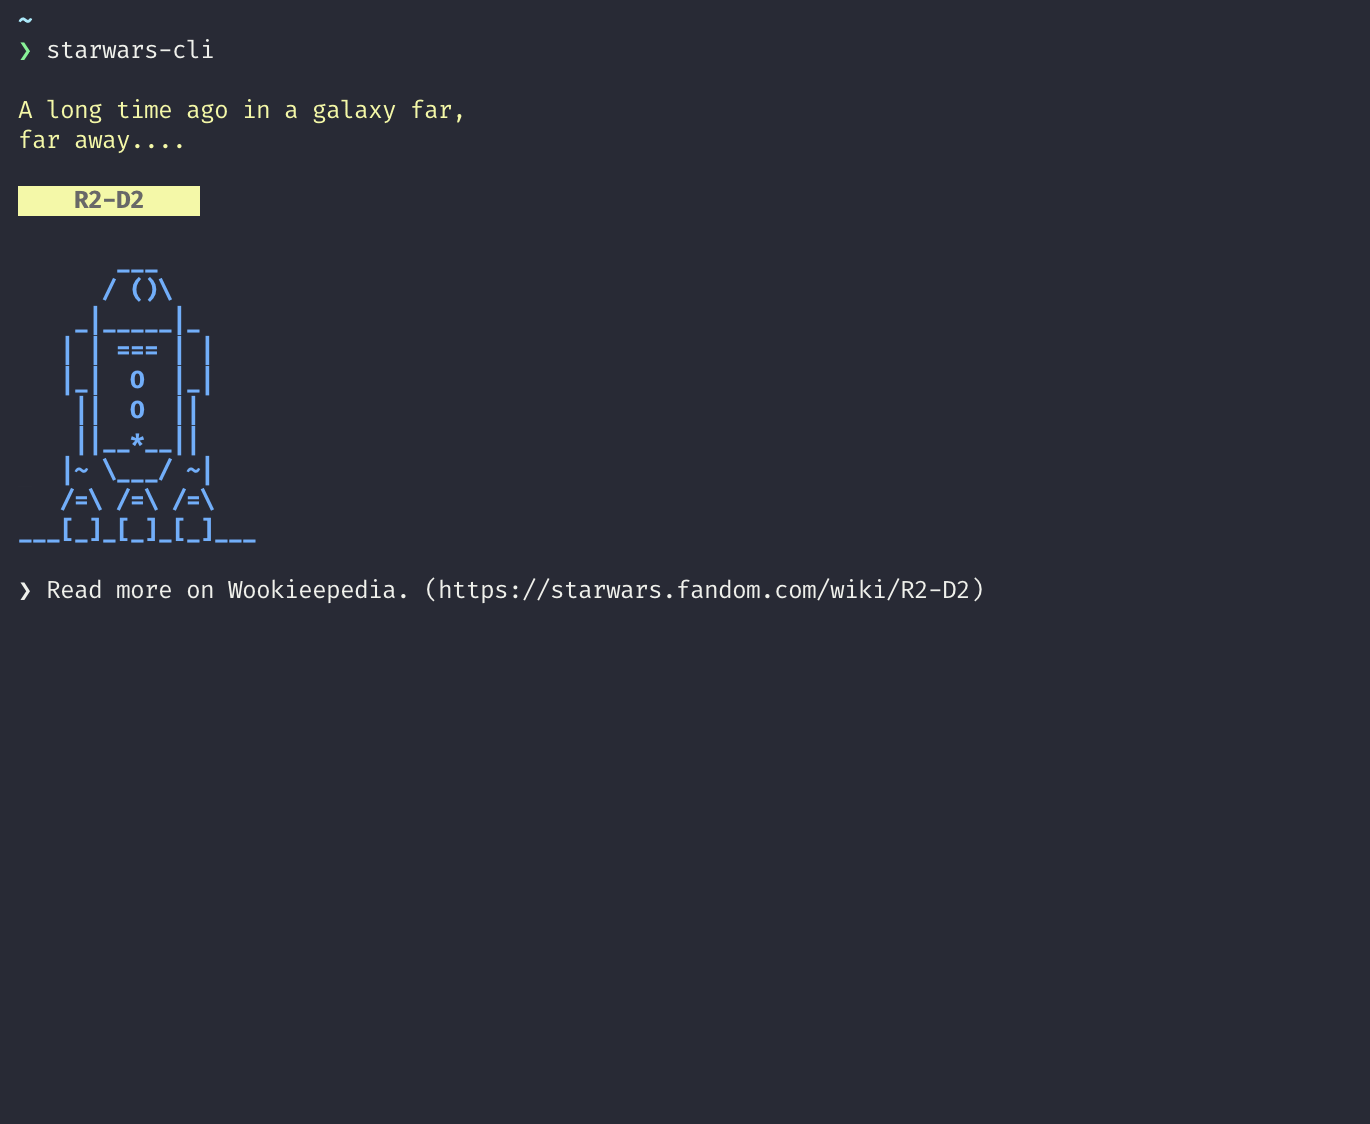 ~
❯ starwars-cli
A long time ago in a galaxy far,
far away....
R2-D2
       ___
      / ()\
    _|_____|_
   | | === | |
   |_|  O  |_|
    ||  O  ||
    ||__*__||
   |~ \___/ ~|
   /=\ /=\ /=\
___[_]_[_]_[_]___
❯ Read more on Wookieepedia. (https://starwars.fandom.com/wiki/R2-D2)